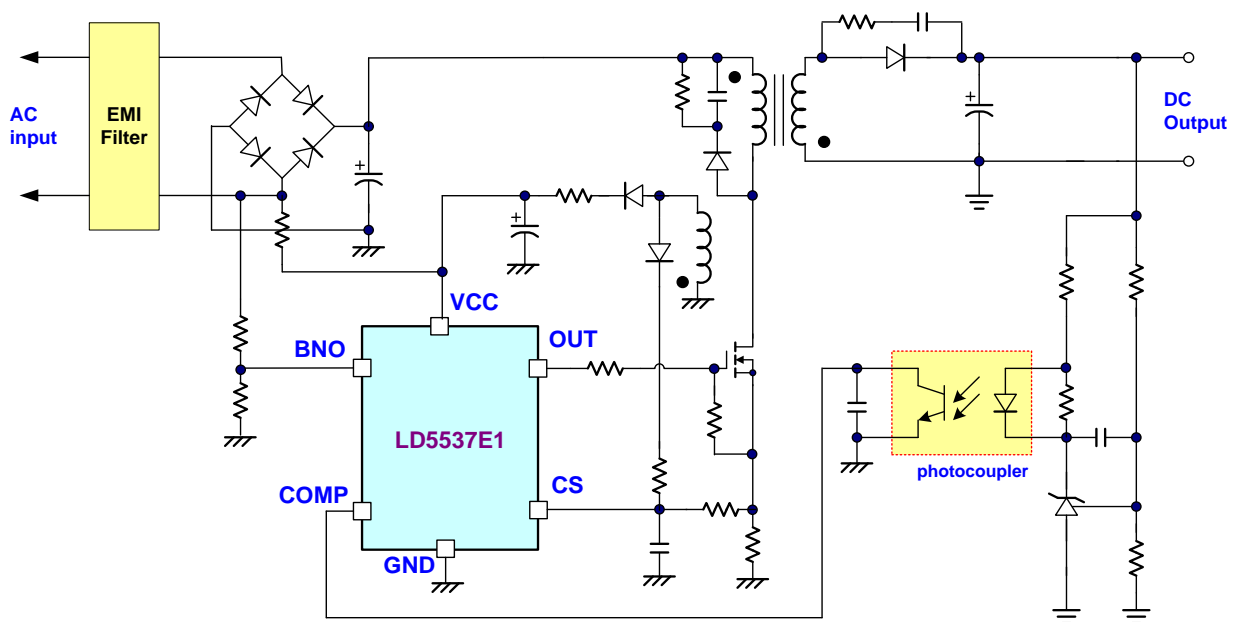 AC
input
EMI
Filter
+
+
+
DC
Output
VCC
BNO
OUT
LD5537E1
COMP
CS
GND
photocoupler